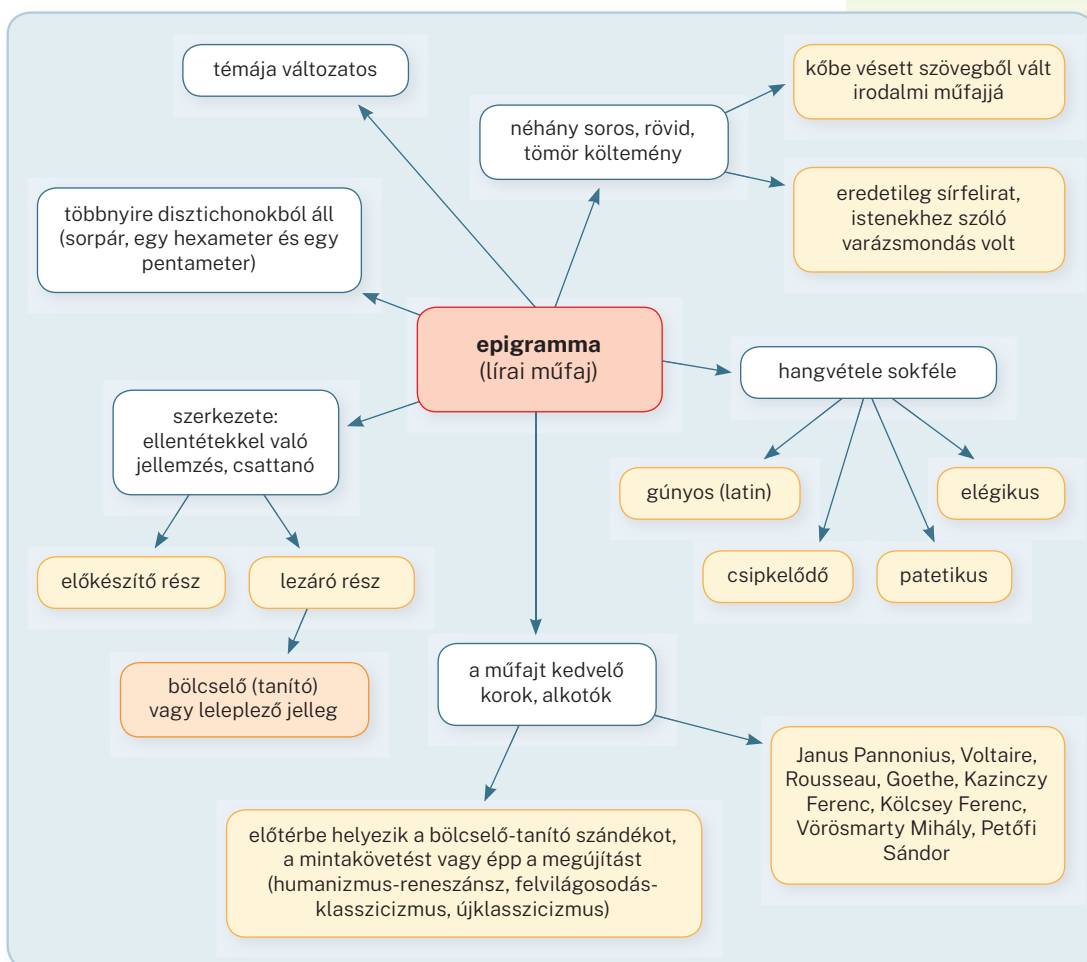 témája változatos
néhány soros, rövid,
tömör költemény
kőbe vésett szövegből vált
irodalmi műfajjá
eredetileg sírfelirat,
istenekhez szóló
varázsmondás volt
többnyire disztichonokból áll
(sorpár, egy hexameter és egy
pentameter)
epigramma
(lírai műfaj)
hangvétele sokféle
gúnyos (latin)
csipkelődő
patetikus
elégikus
szerkezete:
ellentétekkel való
jellemzés, csattanó
előkészítő rész
lezáró rész
bölcselő (tanító)
vagy leleplező jelleg
a műfajt kedvelő
korok, alkotók
előtérbe helyezik a bölcselő-tanító szándékot,
a mintakövetést vagy épp a megújítást
(humanizmus-reneszánsz, felvilágosodás-
klasszicizmus, újklasszicizmus)
Janus Pannonius, Voltaire,
Rousseau, Goethe, Kazinczy
Ferenc, Kölcsey Ferenc,
Vörösmarty Mihály, Petőfi
Sándor